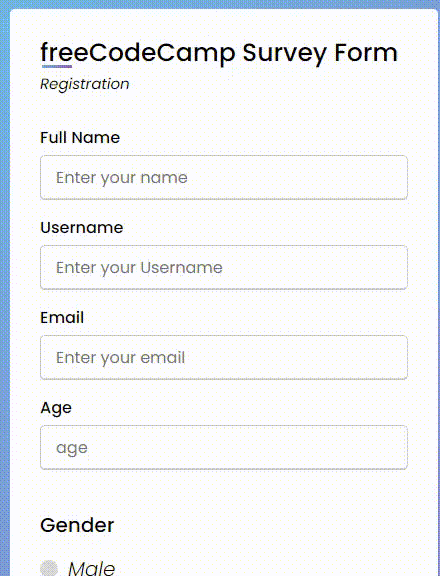 freeCodeCamp Survey Form
Registration
Full Name
Enter your name
Username
Enter your Username
Email
Enter your email
Age
age
Gender
Male